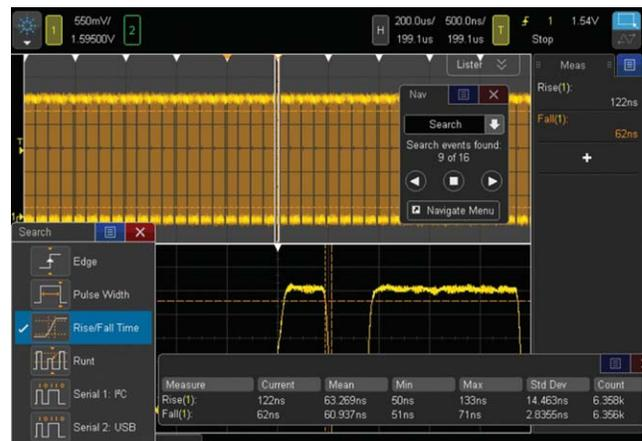 1 550mV/ 1.59500V 2 H 200.0us/ 199.1us 500.0ns/ 199.1us T 1 1.54V Stop
Lister
Meas
Rise(1):
122ns
Fall(1):
62ns
+
Nav
Search
Search events found:
9 of 16
Navigate Menu
T
Search
Edge
Pulse Width
Rise/Fall Time
Runt
Serial 1: I²C
Serial 2: USB
Measure Current Mean Min Max Std Dev Count
Rise(1): 122ns 63.269ns 50ns 133ns 14.463ns 6.358k
Fall(1): 62ns 60.937ns 51ns 71ns 2.8355ns 6.356k